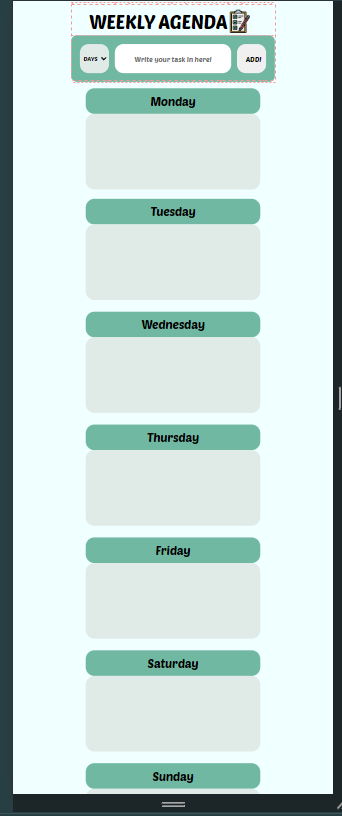 WEEKLY AGENDA
DAYS
Write your task in here!
ADD!
Monday
Tuesday
Wednesday
Thursday
Friday
Saturday
Sunday